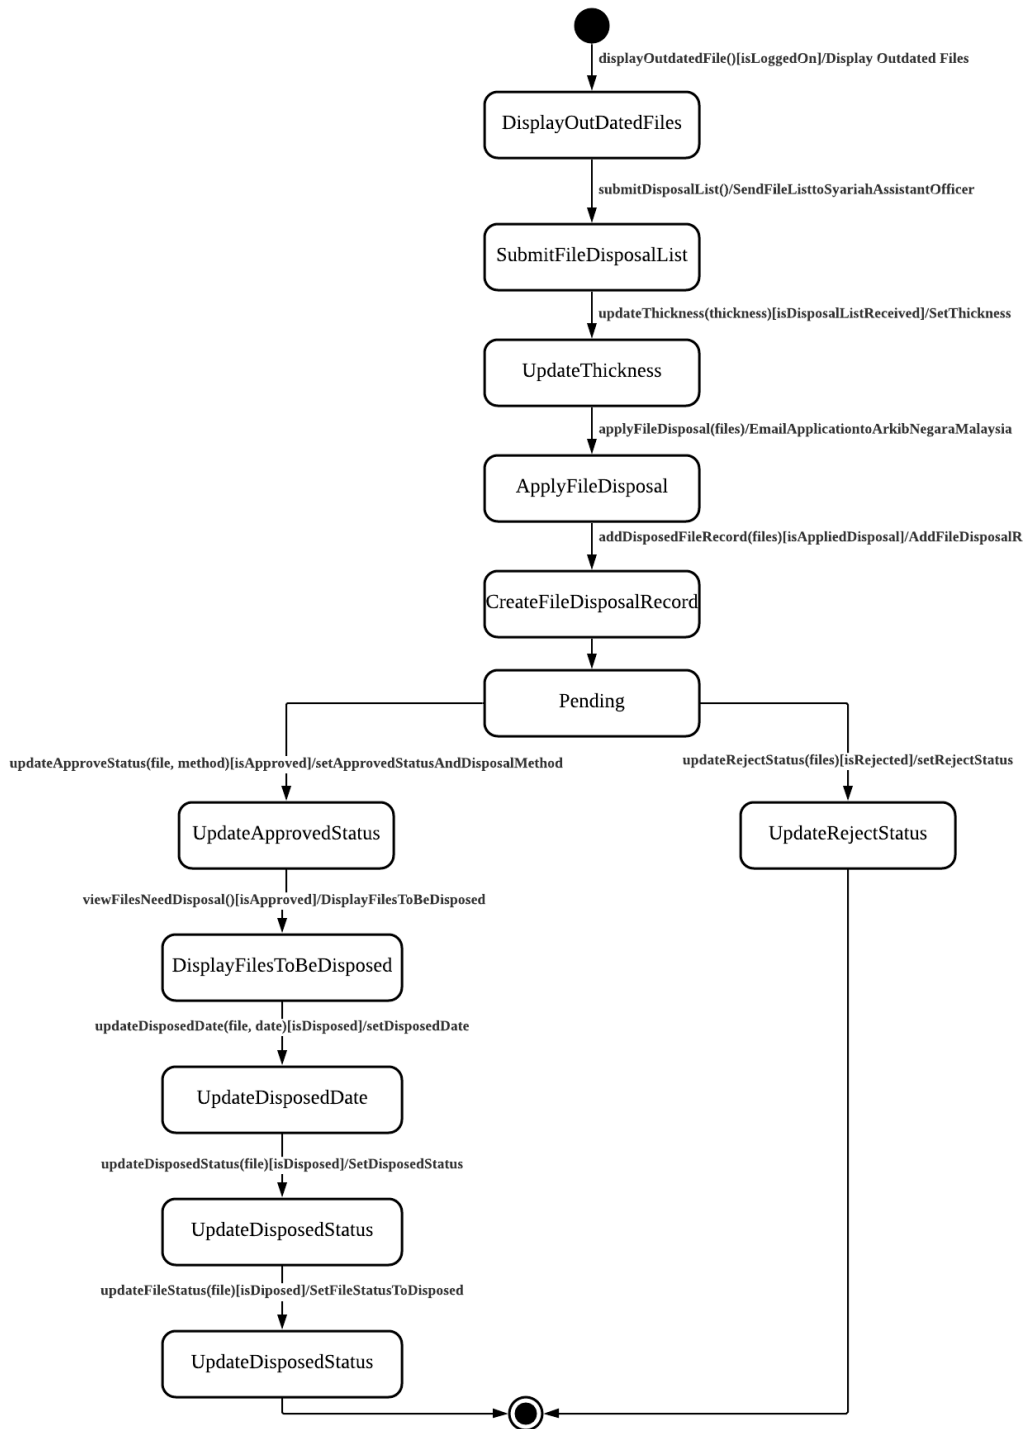 displayOutdatedFile()[isLoggedOn]/Display Outdated Files
DisplayOutDatedFiles
submitDisposalList()/SendFileListtoSyariahAssistantOfficer
SubmitFileDisposalList
updateThickness(thickness)[isDisposalListReceived]/SetThickness
UpdateThickness
applyFileDisposal(files)/EmailApplicationtoArkibNegaraMalaysia
ApplyFileDisposal
addDisposedFileRecord(files)[isAppliedDisposal]/AddFileDisposalR
CreateFileDisposalRecord
Pending
updateApproveStatus(file, method)[isApproved]/setApprovedStatusAndDisposalMethod
updateRejectStatus(files)[isRejected]/setRejectStatus
UpdateApprovedStatus
UpdateRejectStatus
viewFilesNeedDisposal()[isApproved]/DisplayFilesToBeDisposed
DisplayFilesToBeDisposed
updateDisposedDate(file, date)[isDisposed]/setDisposedDate
UpdateDisposedDate
updateDisposedStatus(file)[isDisposed]/SetDisposedStatus
UpdateDisposedStatus
updateFileStatus(file)[isDiposed]/SetFileStatusToDisposed
UpdateDisposedStatus